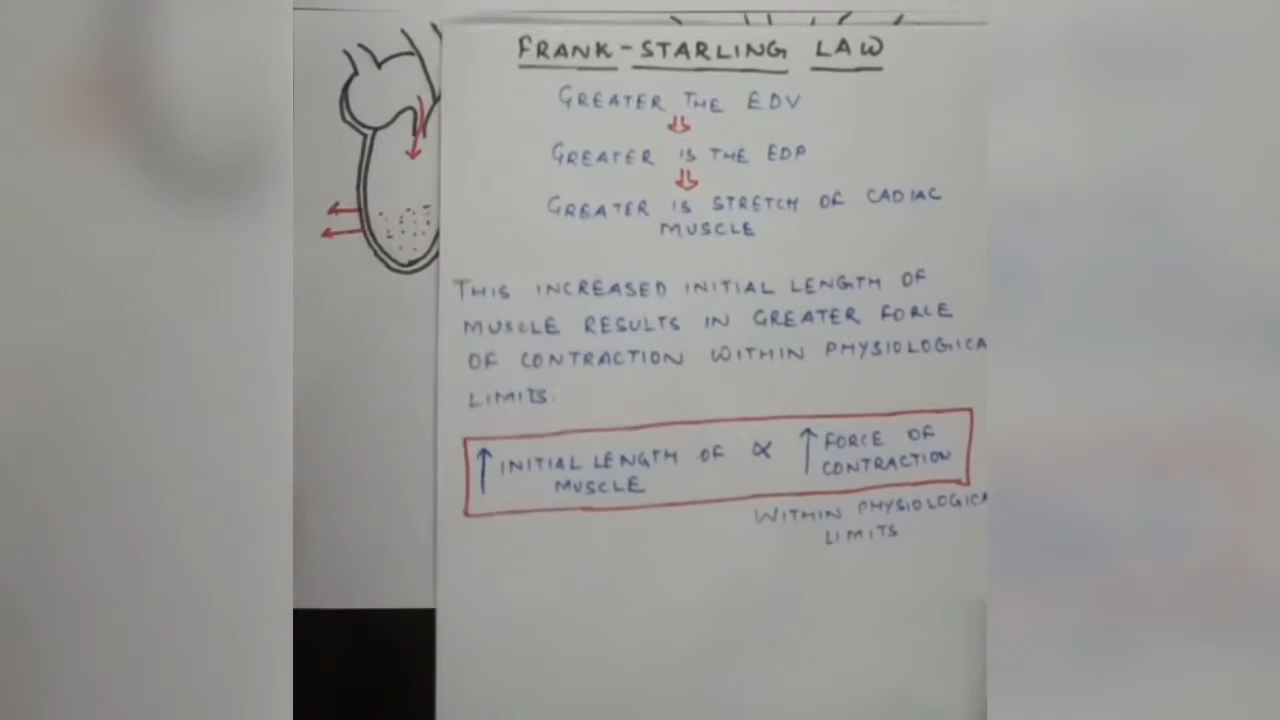 FRANK-STARLING LAW
GREATER THE EDV
⇓
GREATER IS THE EDP
⇓
GREATER IS STRETCH OF CADIAC
MUSCLE
THIS INCREASED INITIAL LENGTH OF
MUSCLE RESULTS IN GREATER FORCE
OF CONTRACTION WITHIN PHYSIOLOGICA
LIMITS.
↑ INITIAL LENGTH OF ∝ ↑ FORCE OF
MUSCLE CONTRACTION
WITHIN PHYSIOLOGICA
LIMITS